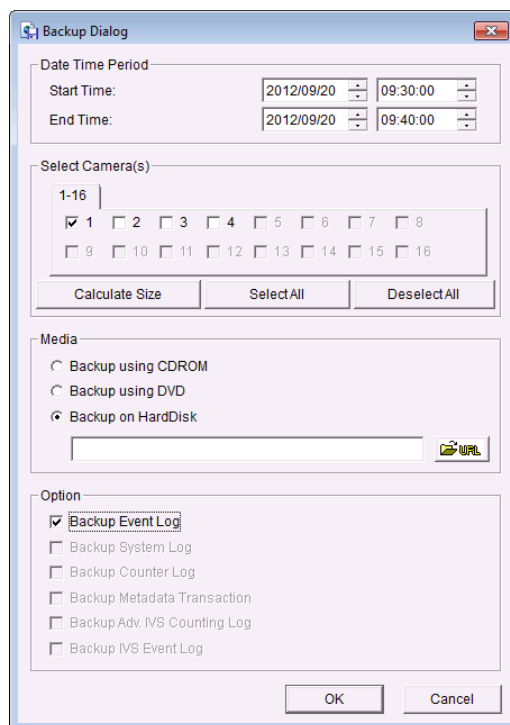 Backup Dialog
Date Time Period
Start Time: 2012/09/20 09:30:00
End Time: 2012/09/20 09:40:00
Select Camera(s)
1-16
1 2 3 4 5 6 7 8
9 10 11 12 13 14 15 16
Calculate Size Select All Deselect All
Media
Backup using CDROM
Backup using DVD
Backup on HardDisk
URL
Option
Backup Event Log
Backup System Log
Backup Counter Log
Backup Metadata Transaction
Backup Adv. IVS Counting Log
Backup IVS Event Log
OK Cancel